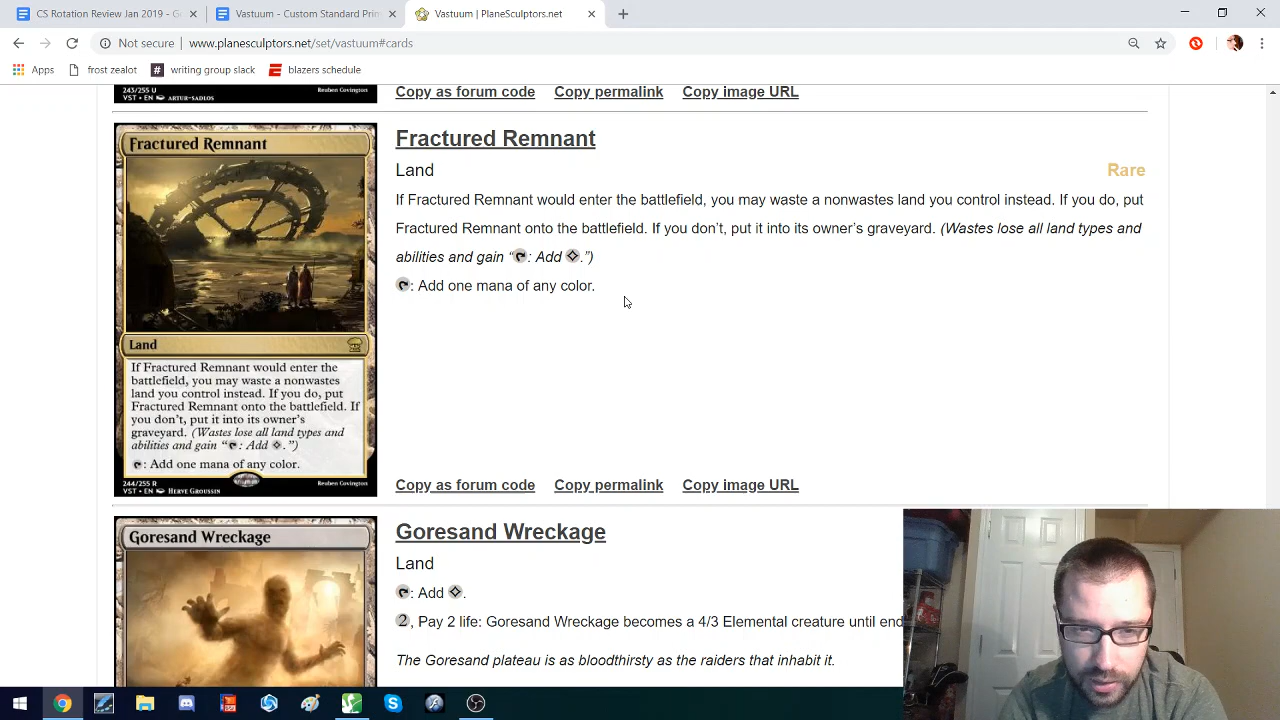 CS Rotation Review Jan 2019 - G
Vastuum - Custom Standard Prim
Vastuum | PlaneSculptors.net
Not secure | www.planesculptors.net/set/vastuum#cards
Apps
frost zealot
writing group slack
blazers schedule
243/255 U
VST • EN ARTUR-SADLOS
Reuben Covington
Copy as forum code
Copy permalink
Copy image URL
Fractured Remnant
Land
If Fractured Remnant would enter the
battlefield, you may waste a nonwastes
land you control instead. If you do, put
Fractured Remnant onto the battlefield. If
you don't, put it into its owner's
graveyard. (Wastes lose all land types and
abilities and gain “: Add .”)
: Add one mana of any color.
244/255 R
VST • EN HERVE GROUSSIN
Reuben Covington
Fractured Remnant
Land
Rare
If Fractured Remnant would enter the battlefield, you may waste a nonwastes land you control instead. If you do, put
Fractured Remnant onto the battlefield. If you don’t, put it into its owner’s graveyard. (Wastes lose all land types and
abilities and gain “: Add .”)
: Add one mana of any color.
Copy as forum code
Copy permalink
Copy image URL
Goresand Wreckage
Goresand Wreckage
Land
: Add .
2, Pay 2 life: Goresand Wreckage becomes a 4/3 Elemental creature until end
The Goresand plateau is as bloodthirsty as the raiders that inhabit it.